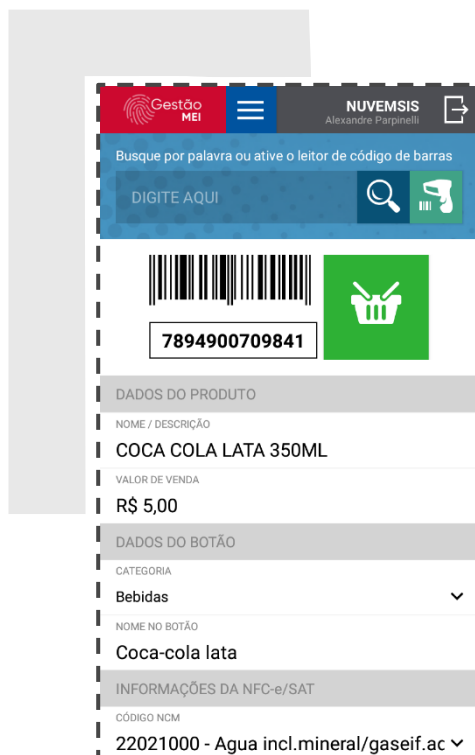 Gestão
MEI
NUVEMSIS
Alexandre Parpinelli
Busque por palavra ou ative o leitor de código de barras
DIGITE AQUI
7894900709841
DADOS DO PRODUTO
NOME / DESCRIÇÃO
COCA COLA LATA 350ML
VALOR DE VENDA
R$ 5,00
DADOS DO BOTÃO
CATEGORIA
Bebidas
NOME NO BOTÃO
Coca-cola lata
INFORMAÇÕES DA NFC-e/SAT
CÓDIGO NCM
22021000 - Agua incl.mineral/gaseif.ac